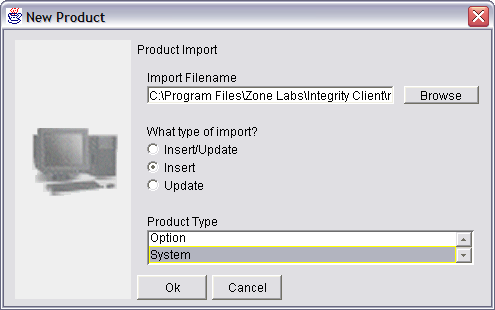 New Product
Product Import
Import Filename
C:\Program Files\Zone Labs\Integrity Client\r
Browse
What type of import?
Insert/Update
Insert
Update
Product Type
Option
System
Ok
Cancel